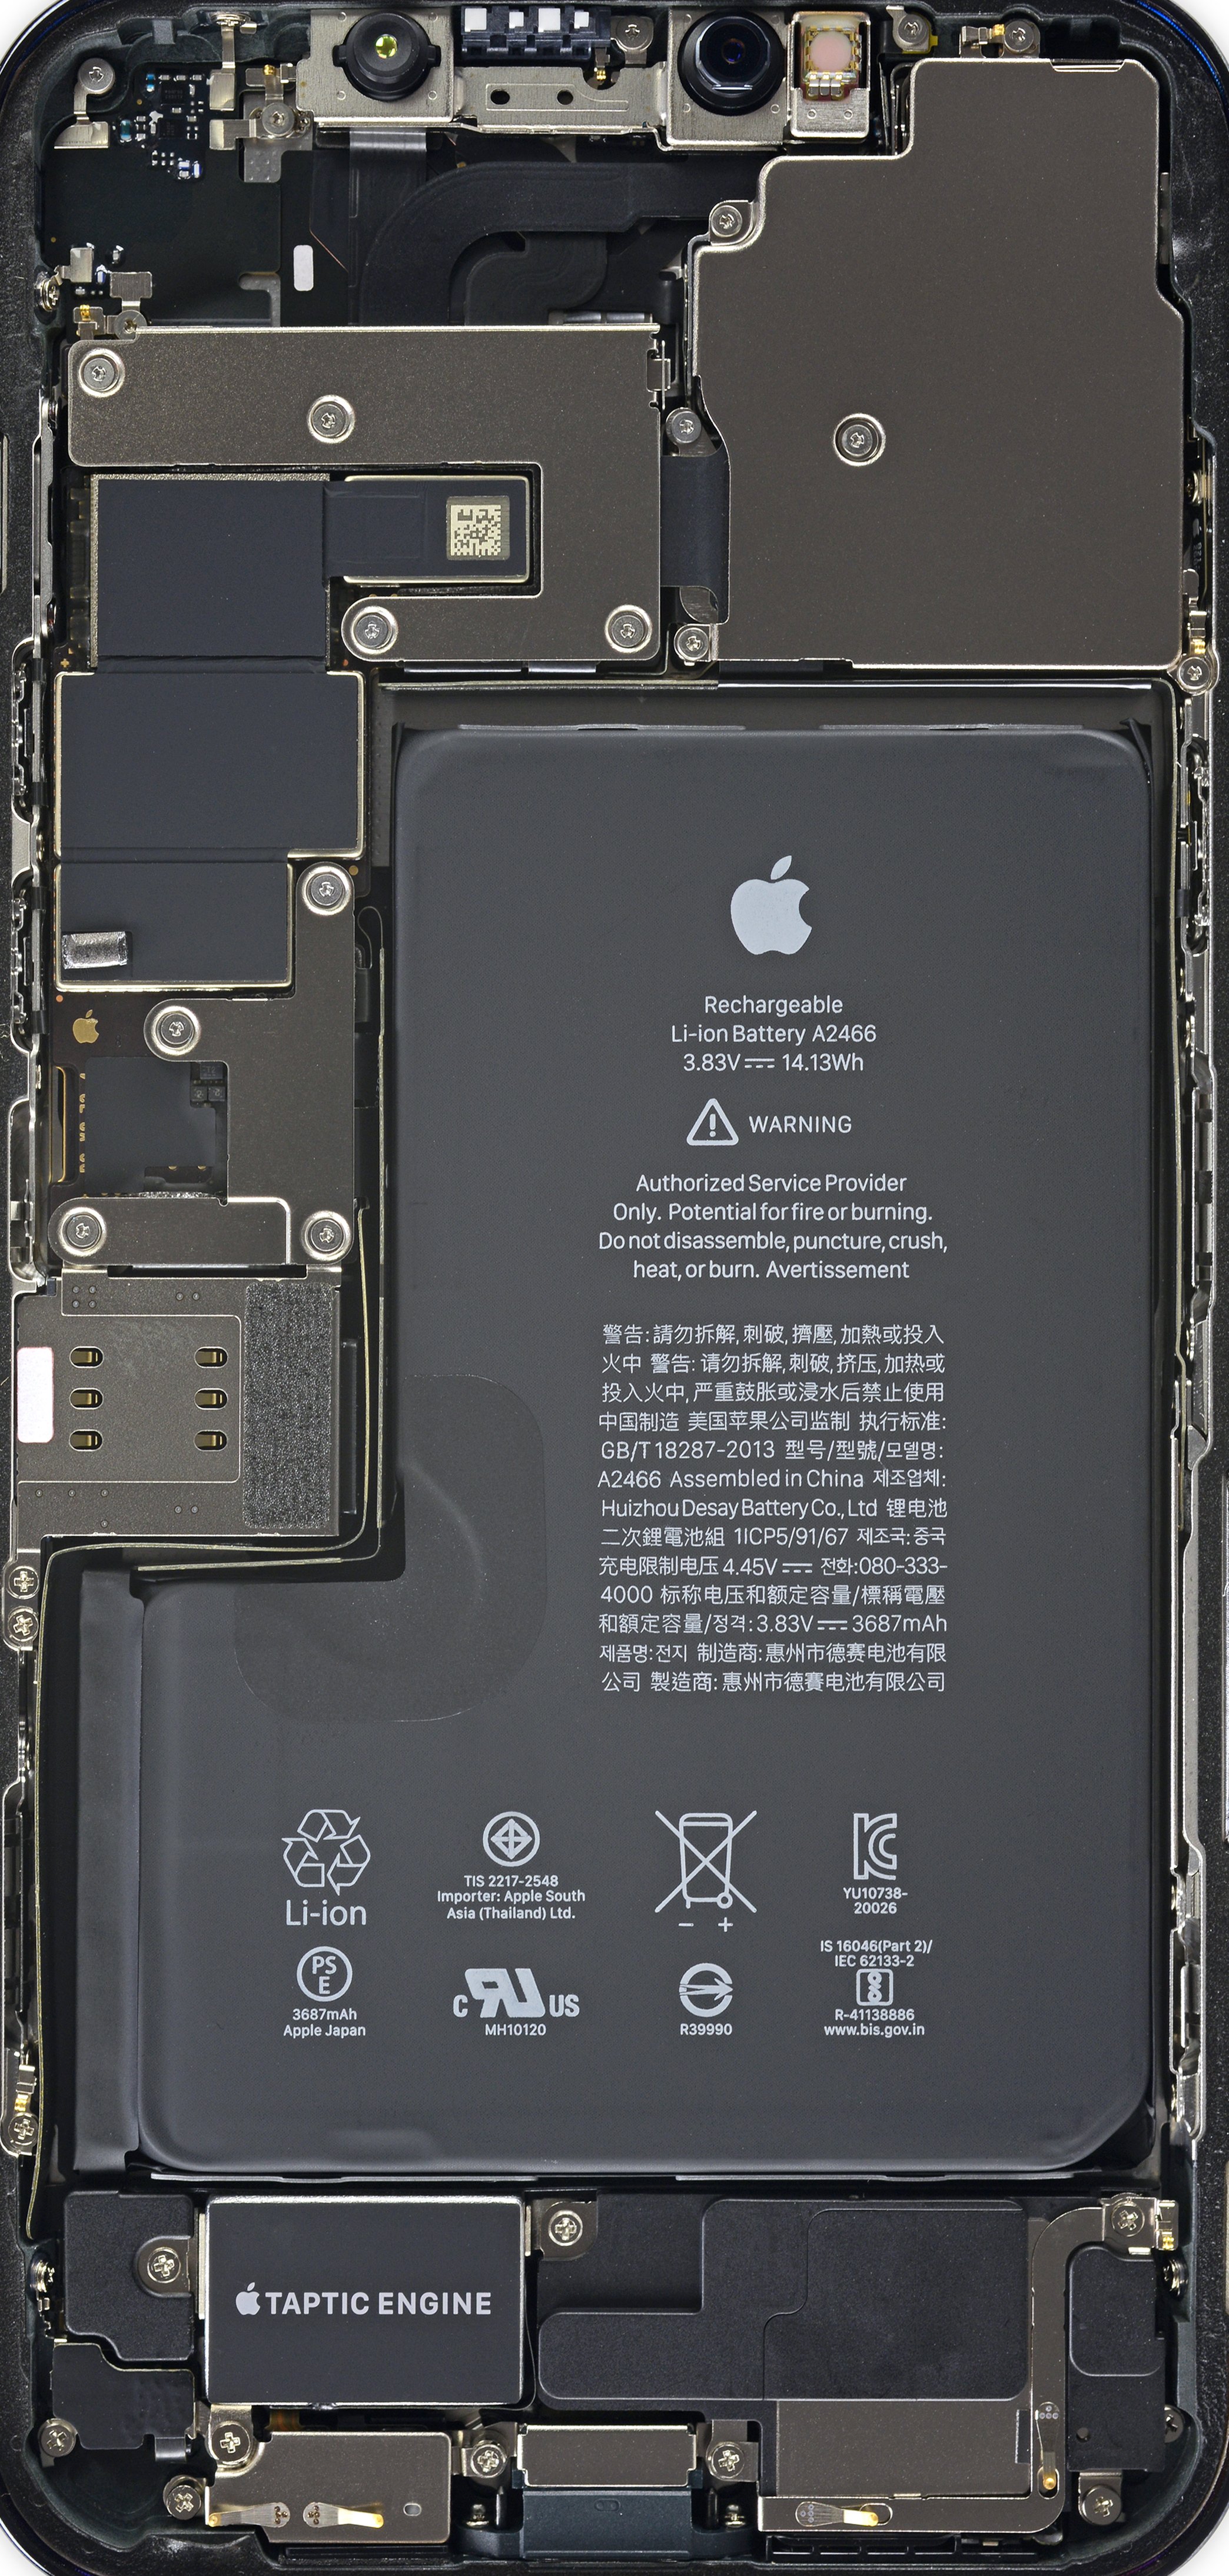 Rechargeable
Li-ion Battery A2466
3.83V⎓ 14.13Wh
WARNING
Authorized Service Provider
Only. Potential for fire or burning.
Do not disassemble, puncture, crush,
heat, or burn. Avertissement
警告:請勿拆解,刺破,擠壓,加熱或投入
火中 警告:请勿拆解,刺破,挤压,加热或
投入火中,严重鼓胀或浸水后禁止使用
中国制造 美国苹果公司监制 执行标准:
GB/T 18287-2013 型号/型號/모델명:
A2466 Assembled in China 제조업체:
Huizhou Desay Battery Co., Ltd 锂电池
二次鋰電池組 1ICP5/91/67 제조국:중국
充电限制电压 4.45V⎓ 전화:080-333-
4000 标称电压和额定容量/標稱電壓
和額定容量/정격:3.83V⎓3687mAh
제품명:전지 制造商:惠州市德赛电池有限
公司 製造商:惠州市德賽电池有限公司
Li-ion
TIS 2217-2548
Importer: Apple South
Asia (Thailand) Ltd.
YU10738-
20026
PS
E
3687mAh
Apple Japan
C RU US
MH10120
R39990
IS 16046(Part 2)/
IEC 62133-2
R-41138886
www.bis.gov.in
TAPTIC ENGINE